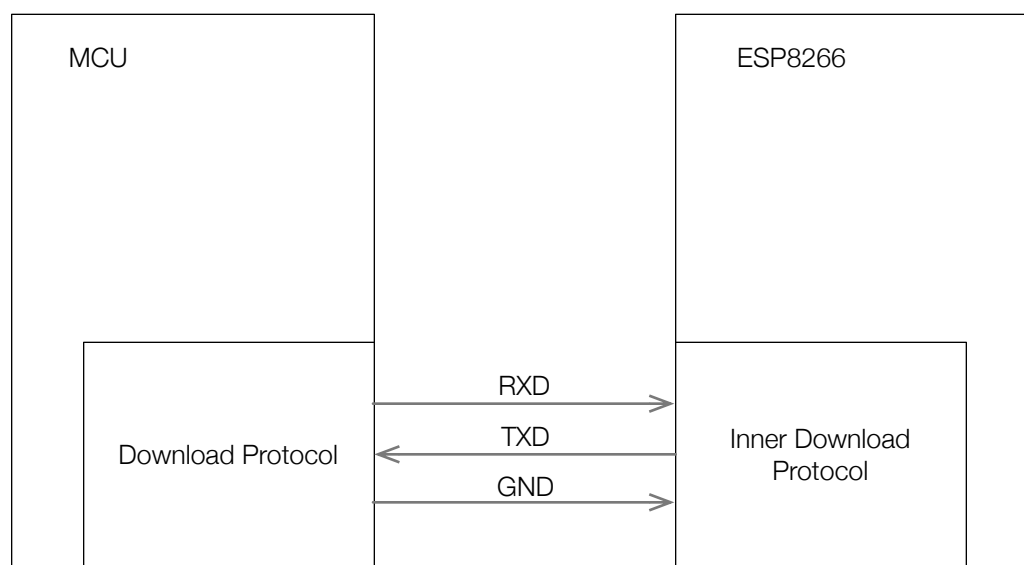 MCU
ESP8266
RXD
TXD
GND
Download Protocol
Inner Download
Protocol